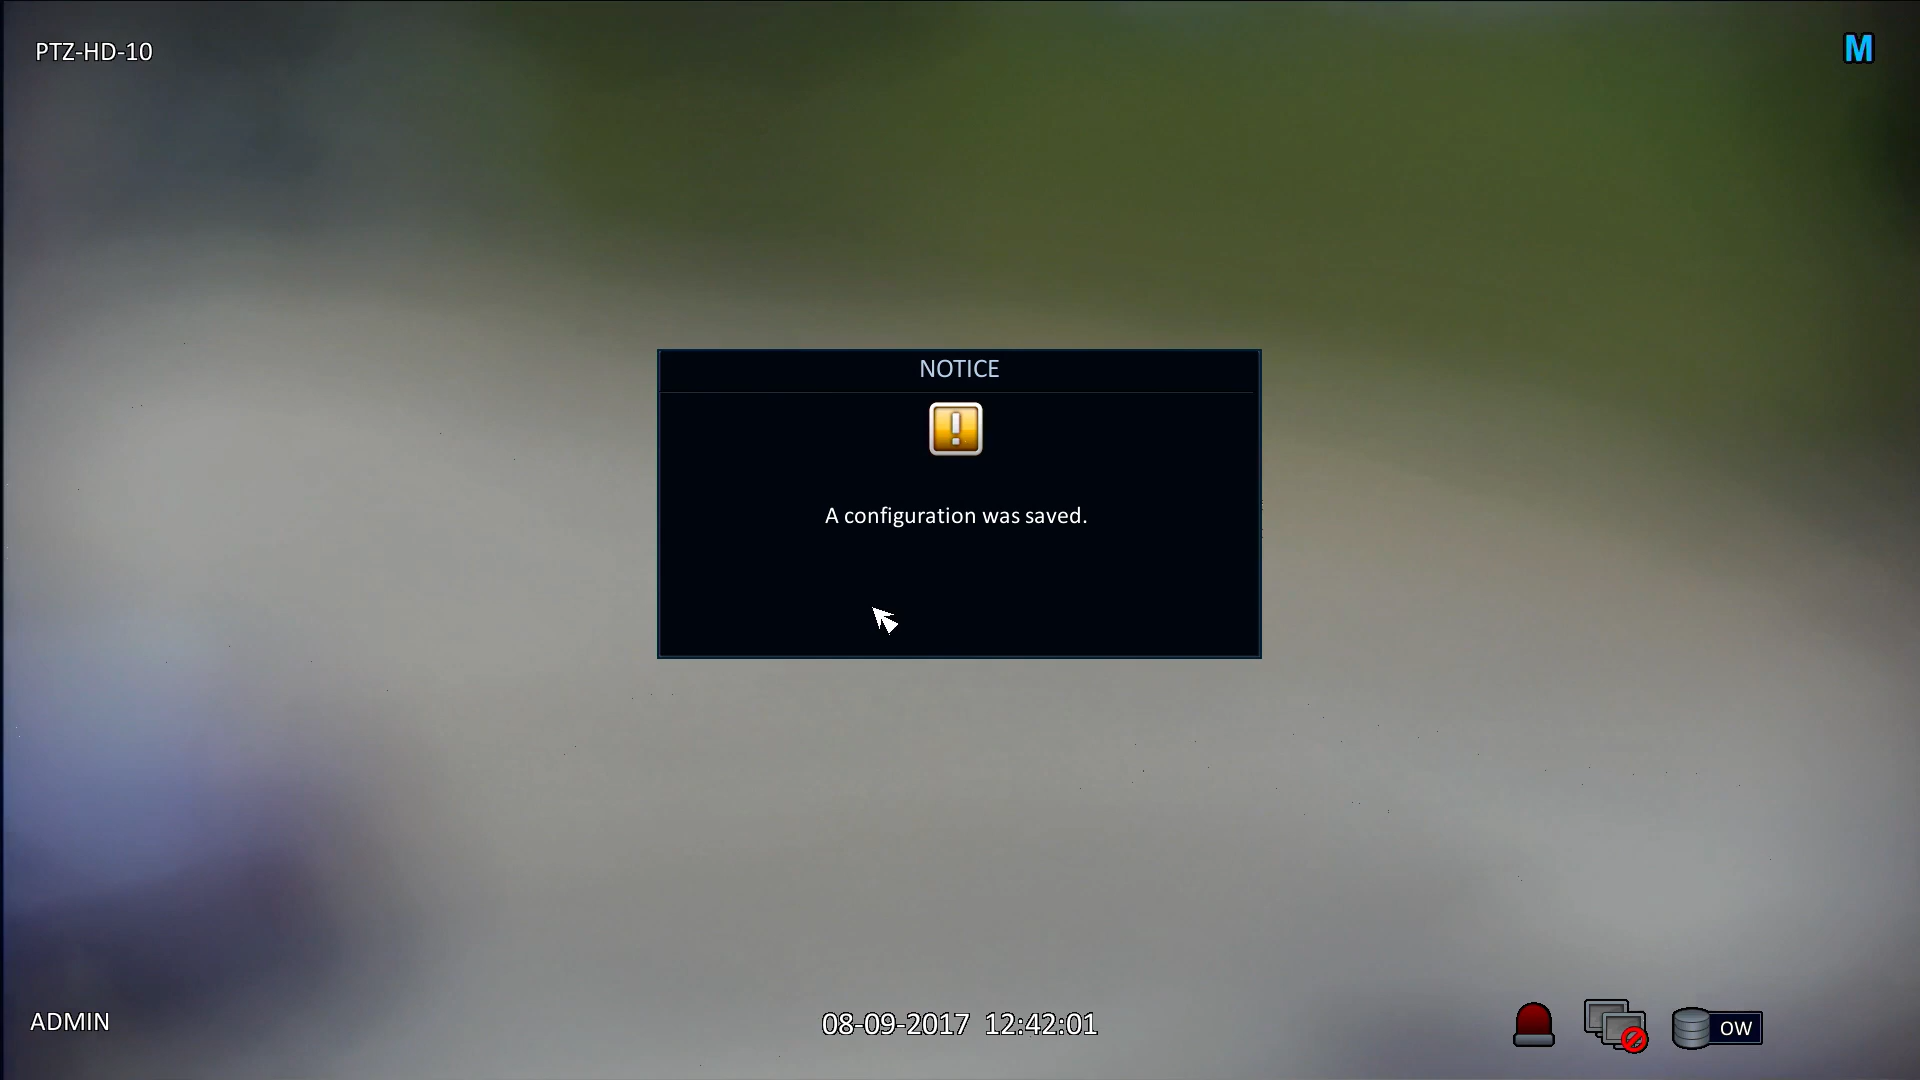 PTZ-HD-10
M
NOTICE
A configuration was saved.
ADMIN
08-09-2017 12:42:01
OW